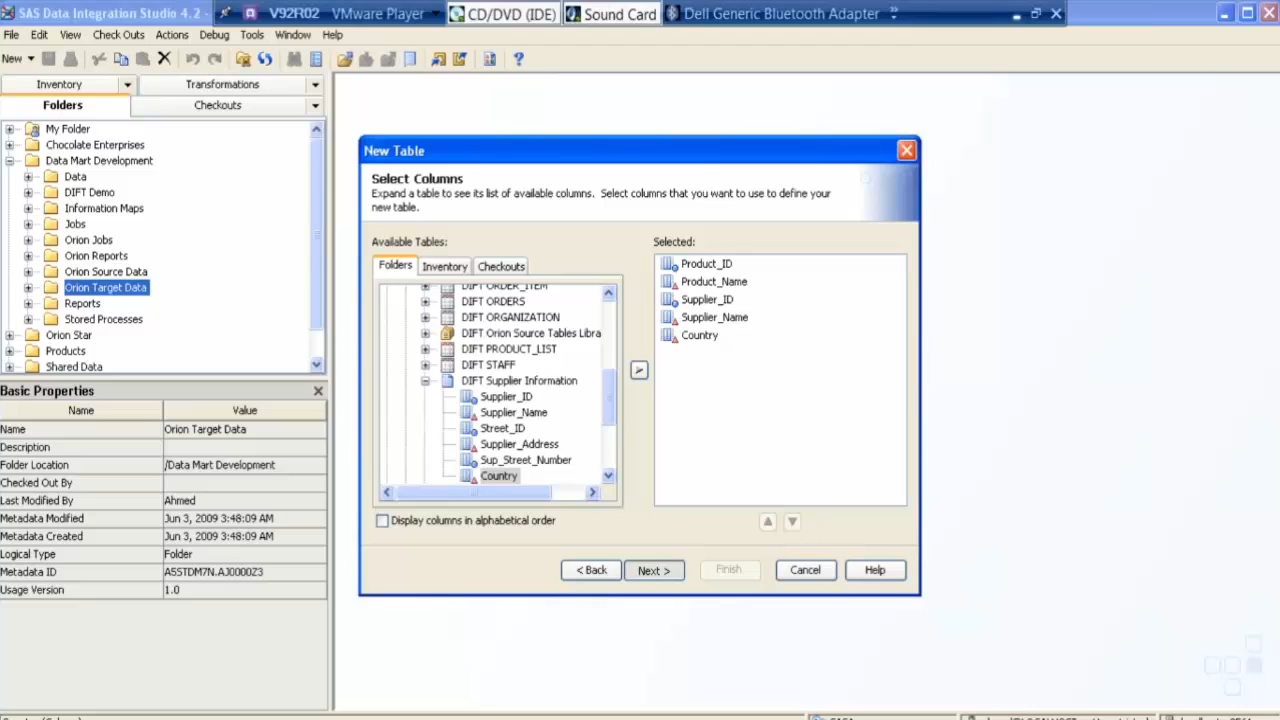 SAS Data Integration Studio 4.2 -
V92R02 VMware Player CD/DVD (IDE) Sound Card Dell Generic Bluetooth Adapter
File Edit View Check Outs Actions Debug Tools Window Help
New
Inventory Transformations
Folders Checkouts
My Folder
Chocolate Enterprises
Data Mart Development
Data
DIFT Demo
Information Maps
Jobs
Orion Jobs
Orion Reports
Orion Source Data
Orion Target Data
Reports
Stored Processes
Orion Star
Products
Shared Data
Basic Properties
Name Value
Name Orion Target Data
Description
Folder Location /Data Mart Development
Checked Out By
Last Modified By Ahmed
Metadata Modified Jun 3, 2009 3:48:09 AM
Metadata Created Jun 3, 2009 3:48:09 AM
Logical Type Folder
Metadata ID A5STDM7N.AJ0000Z3
Usage Version 1.0
New Table
Select Columns
Expand a table to see its list of available columns. Select columns that you want to use to define your
new table.
Available Tables:
Folders Inventory Checkouts
DIFT ORDER_ITEM
DIFT ORDERS
DIFT ORGANIZATION
DIFT Orion Source Tables Libra
DIFT PRODUCT_LIST
DIFT STAFF
DIFT Supplier Information
Supplier_ID
Supplier_Name
Street_ID
Supplier_Address
Sup_Street_Number
Country
Display columns in alphabetical order
Selected:
Product_ID
Product_Name
Supplier_ID
Supplier_Name
Country
< Back Next > Finish Cancel Help